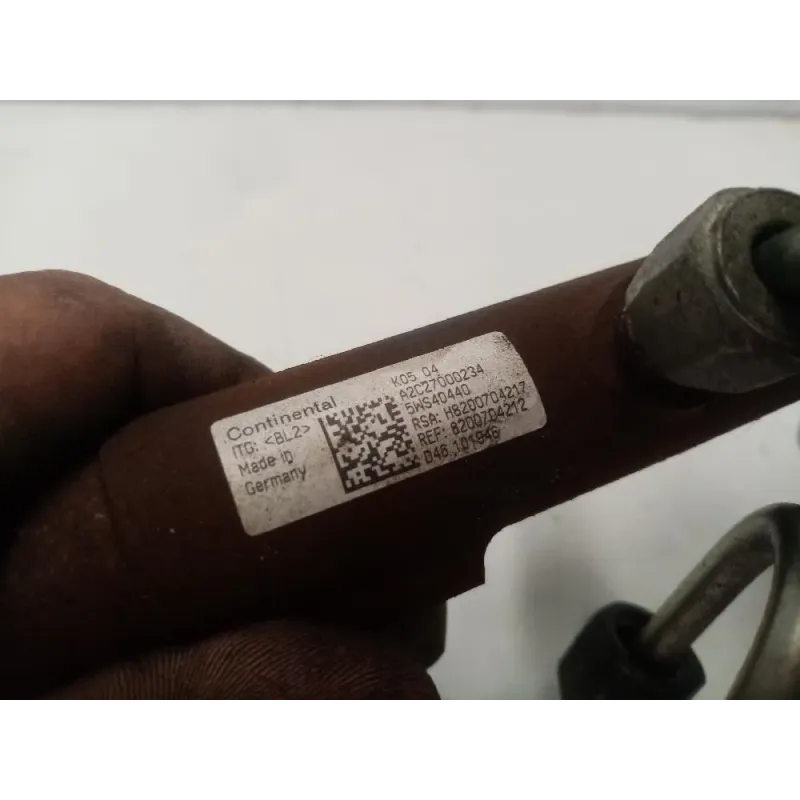 Continental
ITG: <BL2>
Made in
Germany
K05 04
A2C27000234
5WS40440
RSA: H8200704217
REF: 8200704212
046,101946